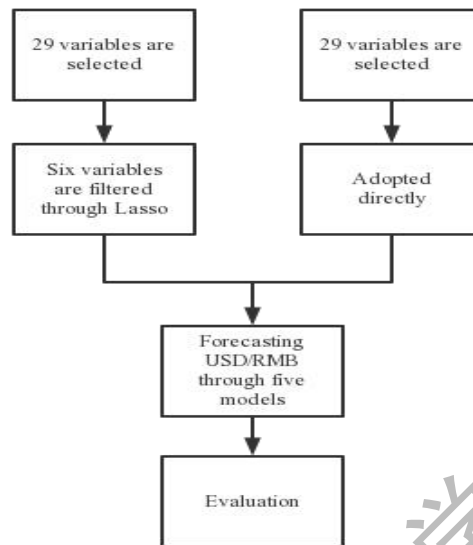 29 variables are
selected
29 variables are
selected
Six variables
are filtered
through Lasso
Adopted
directly
Forecasting
USD/RMB
through five
models
Evaluation
学